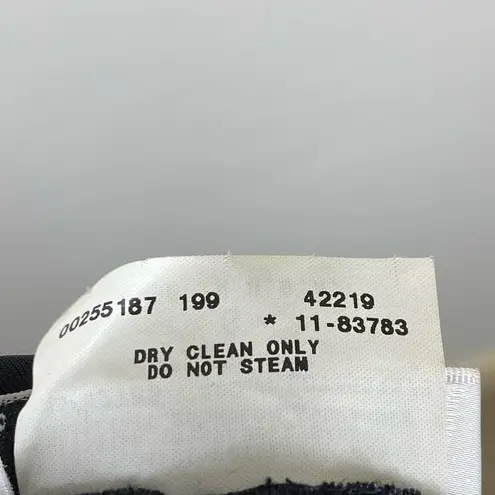 00255187 199 42219
* 11-83783
DRY CLEAN ONLY
DO NOT STEAM